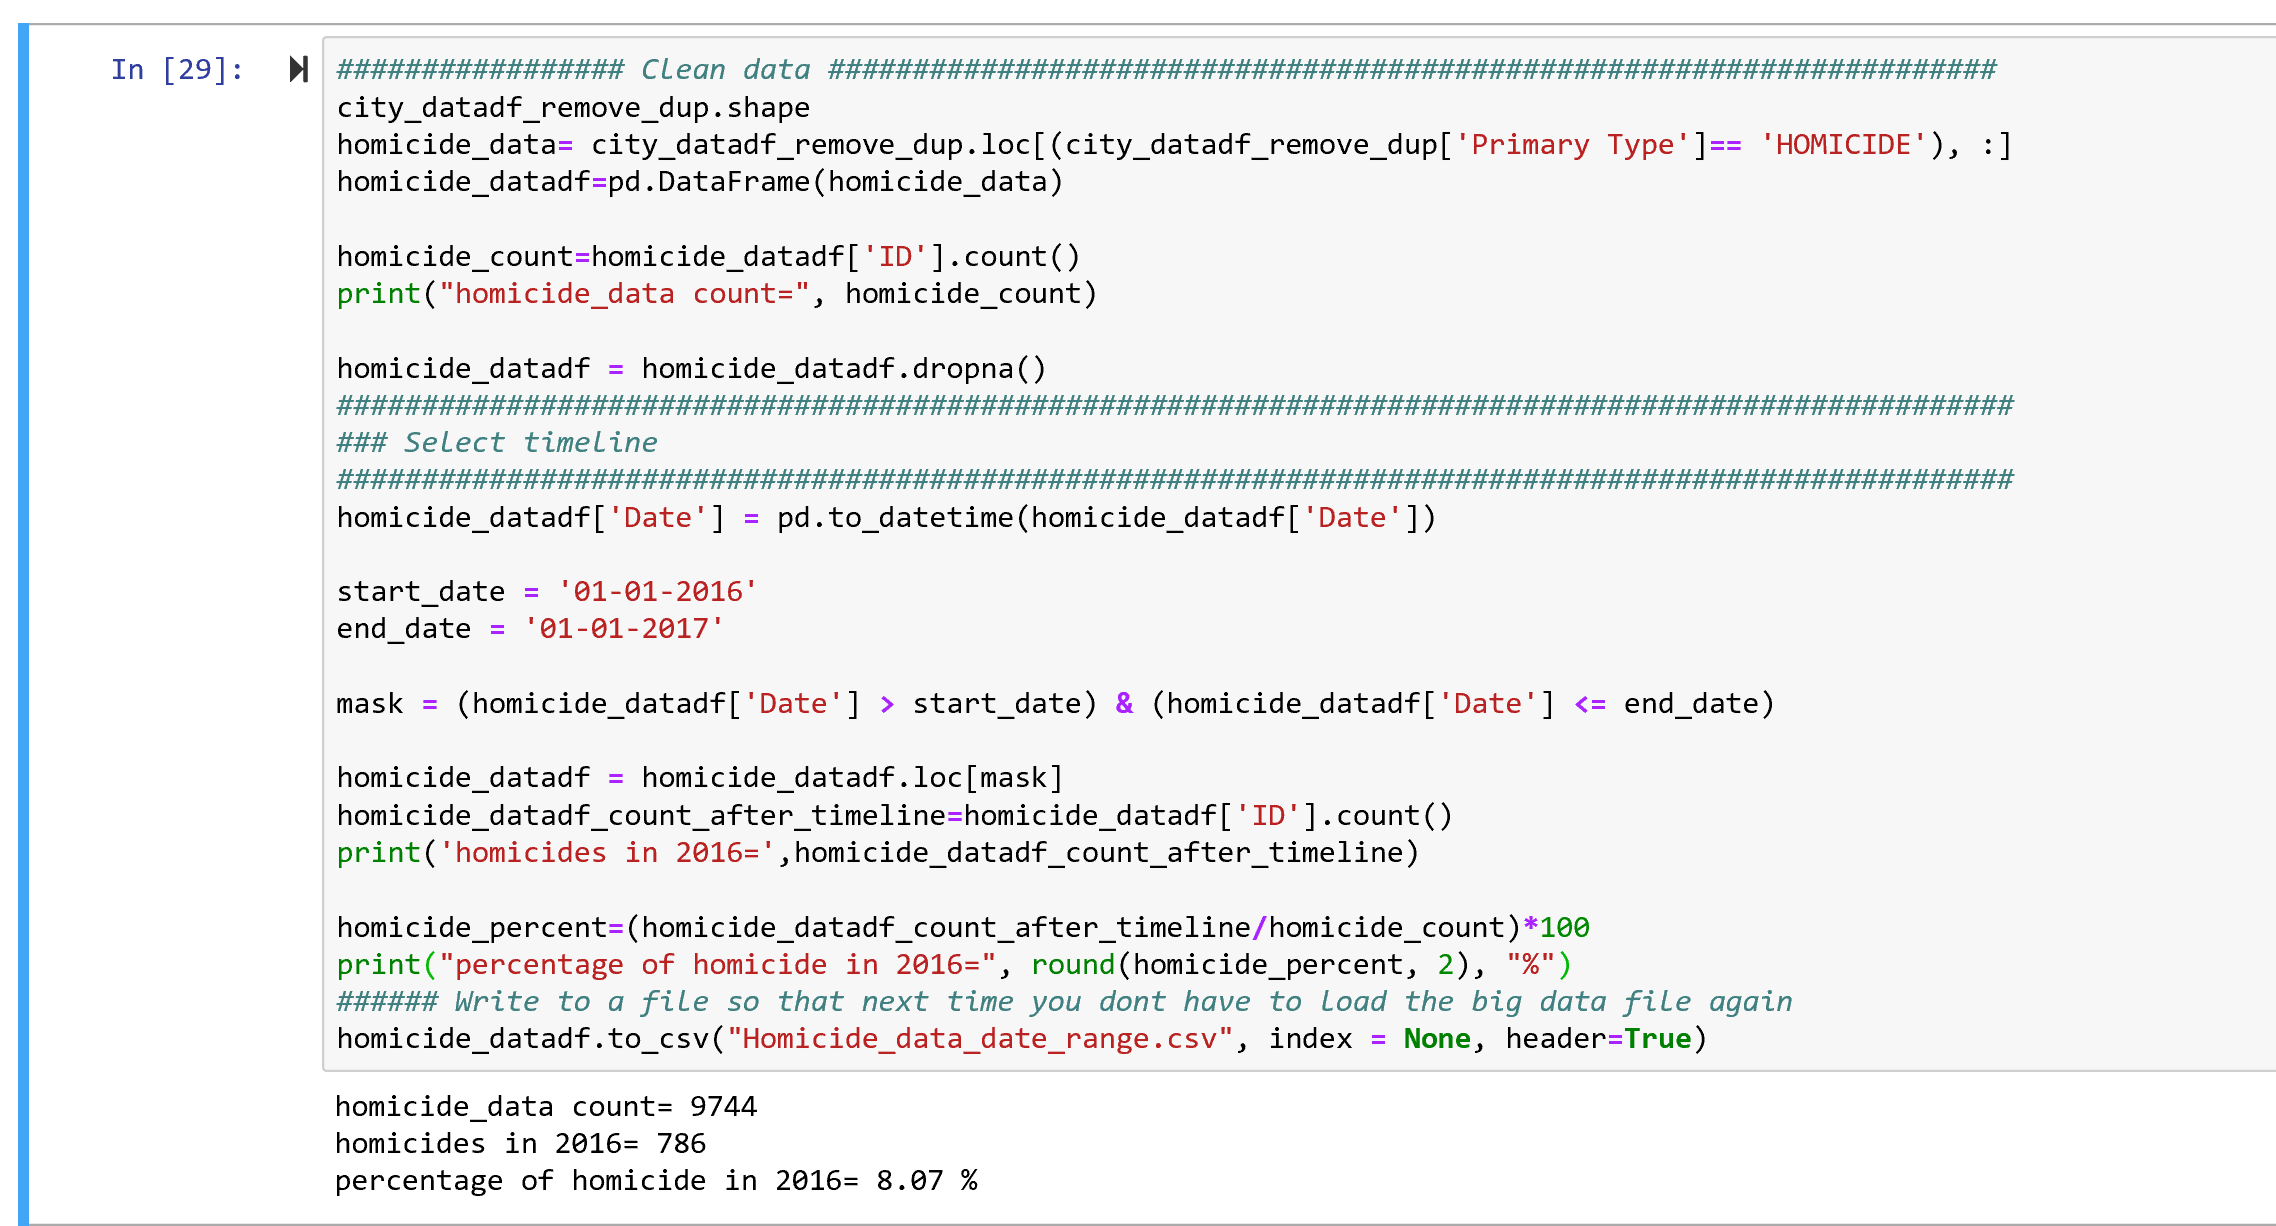 In [29]:
################# Clean data #####################################################################
city_datadf_remove_dup.shape
homicide_data= city_datadf_remove_dup.loc[(city_datadf_remove_dup['Primary Type']== 'HOMICIDE'), :]
homicide_datadf=pd.DataFrame(homicide_data)
homicide_count=homicide_datadf['ID'].count()
print("homicide_data count=", homicide_count)
homicide_datadf = homicide_datadf.dropna()
###################################################################################################
### Select timeline
###################################################################################################
homicide_datadf['Date'] = pd.to_datetime(homicide_datadf['Date'])
start_date = '01-01-2016'
end_date = '01-01-2017'
mask = (homicide_datadf['Date'] > start_date) & (homicide_datadf['Date'] <= end_date)
homicide_datadf = homicide_datadf.loc[mask]
homicide_datadf_count_after_timeline=homicide_datadf['ID'].count()
print('homicides in 2016=',homicide_datadf_count_after_timeline)
homicide_percent=(homicide_datadf_count_after_timeline/homicide_count)*100
print("percentage of homicide in 2016=", round(homicide_percent, 2), "%")
###### Write to a file so that next time you dont have to load the big data file again
homicide_datadf.to_csv("Homicide_data_date_range.csv", index = None, header=True)
homicide_data count= 9744
homicides in 2016= 786
percentage of homicide in 2016= 8.07 %